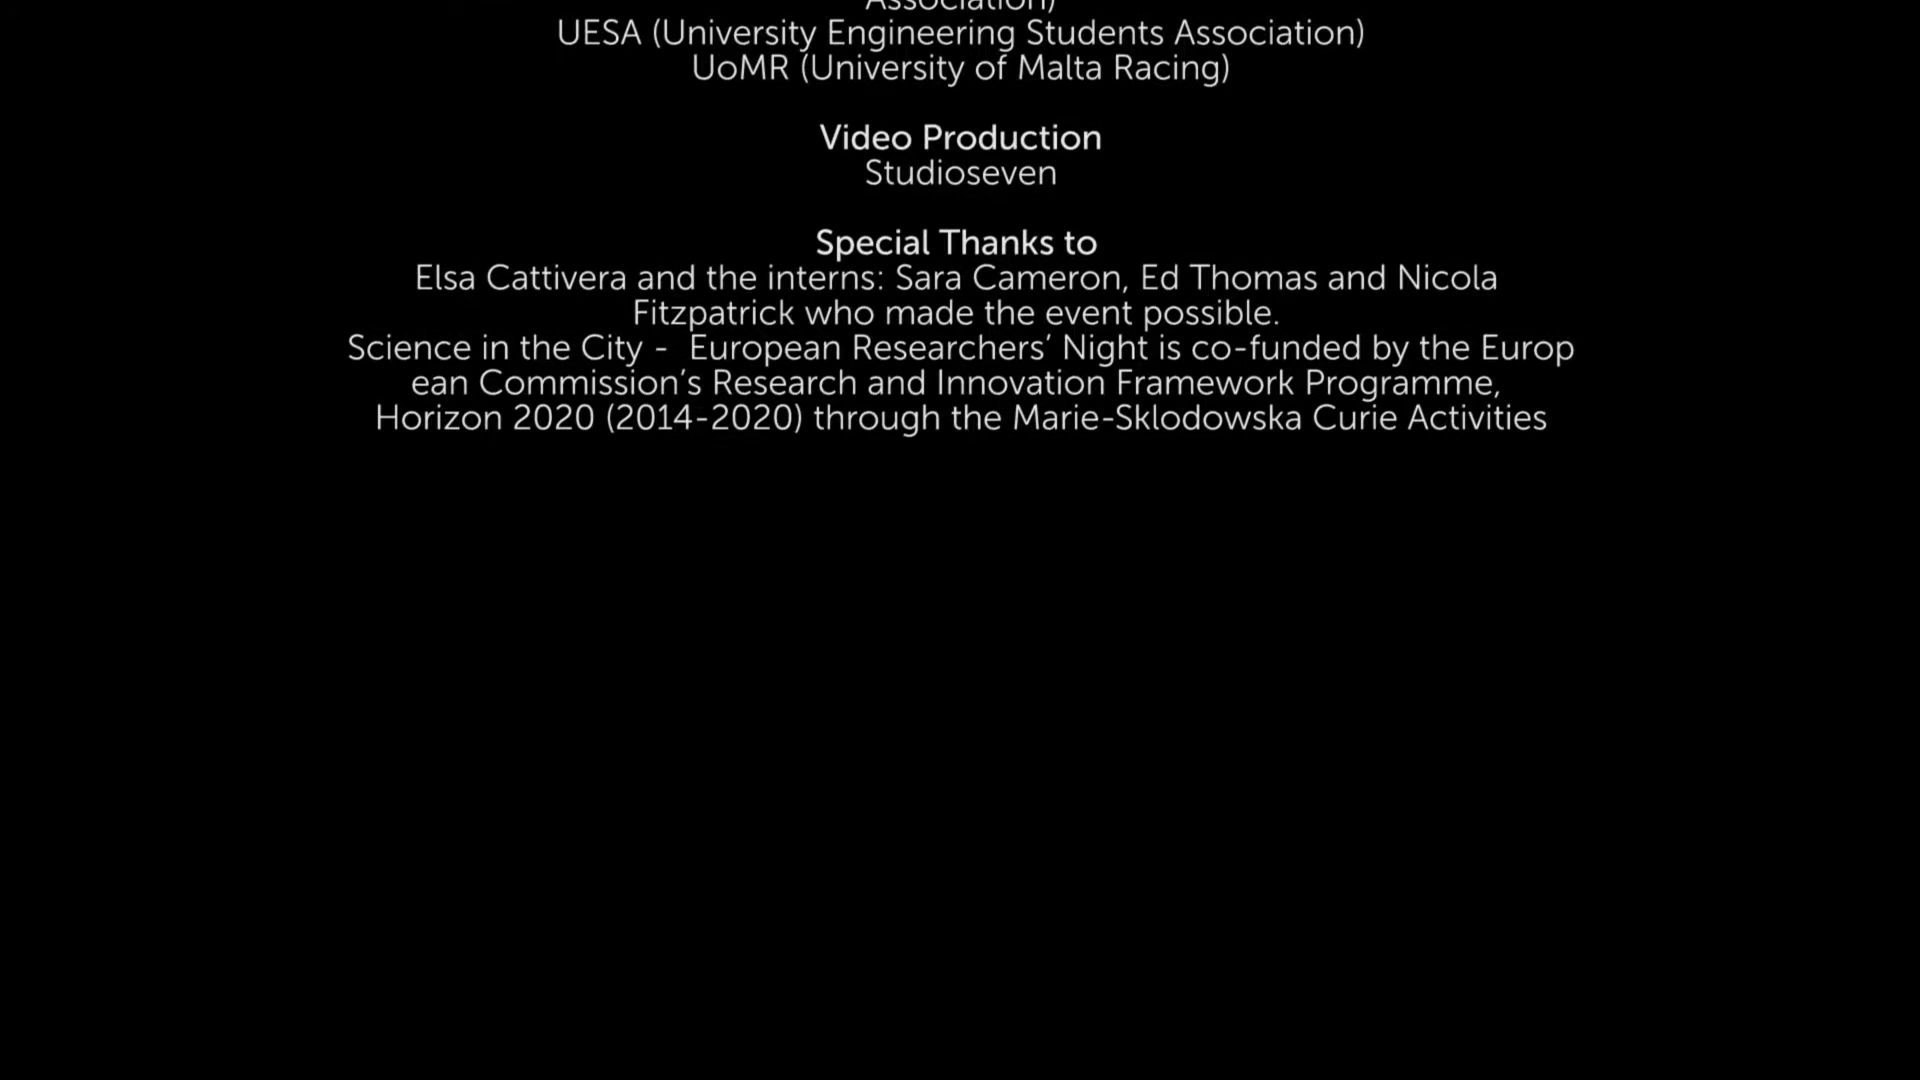 Association)
UESA (University Engineering Students Association)
UoMR (University of Malta Racing)
Video Production
Studioseven
Special Thanks to
Elsa Cattivera and the interns: Sara Cameron, Ed Thomas and Nicola
Fitzpatrick who made the event possible.
Science in the City -  European Researchers’ Night is co-funded by the Europ
ean Commission’s Research and Innovation Framework Programme,
Horizon 2020 (2014-2020) through the Marie-Sklodowska Curie Activities